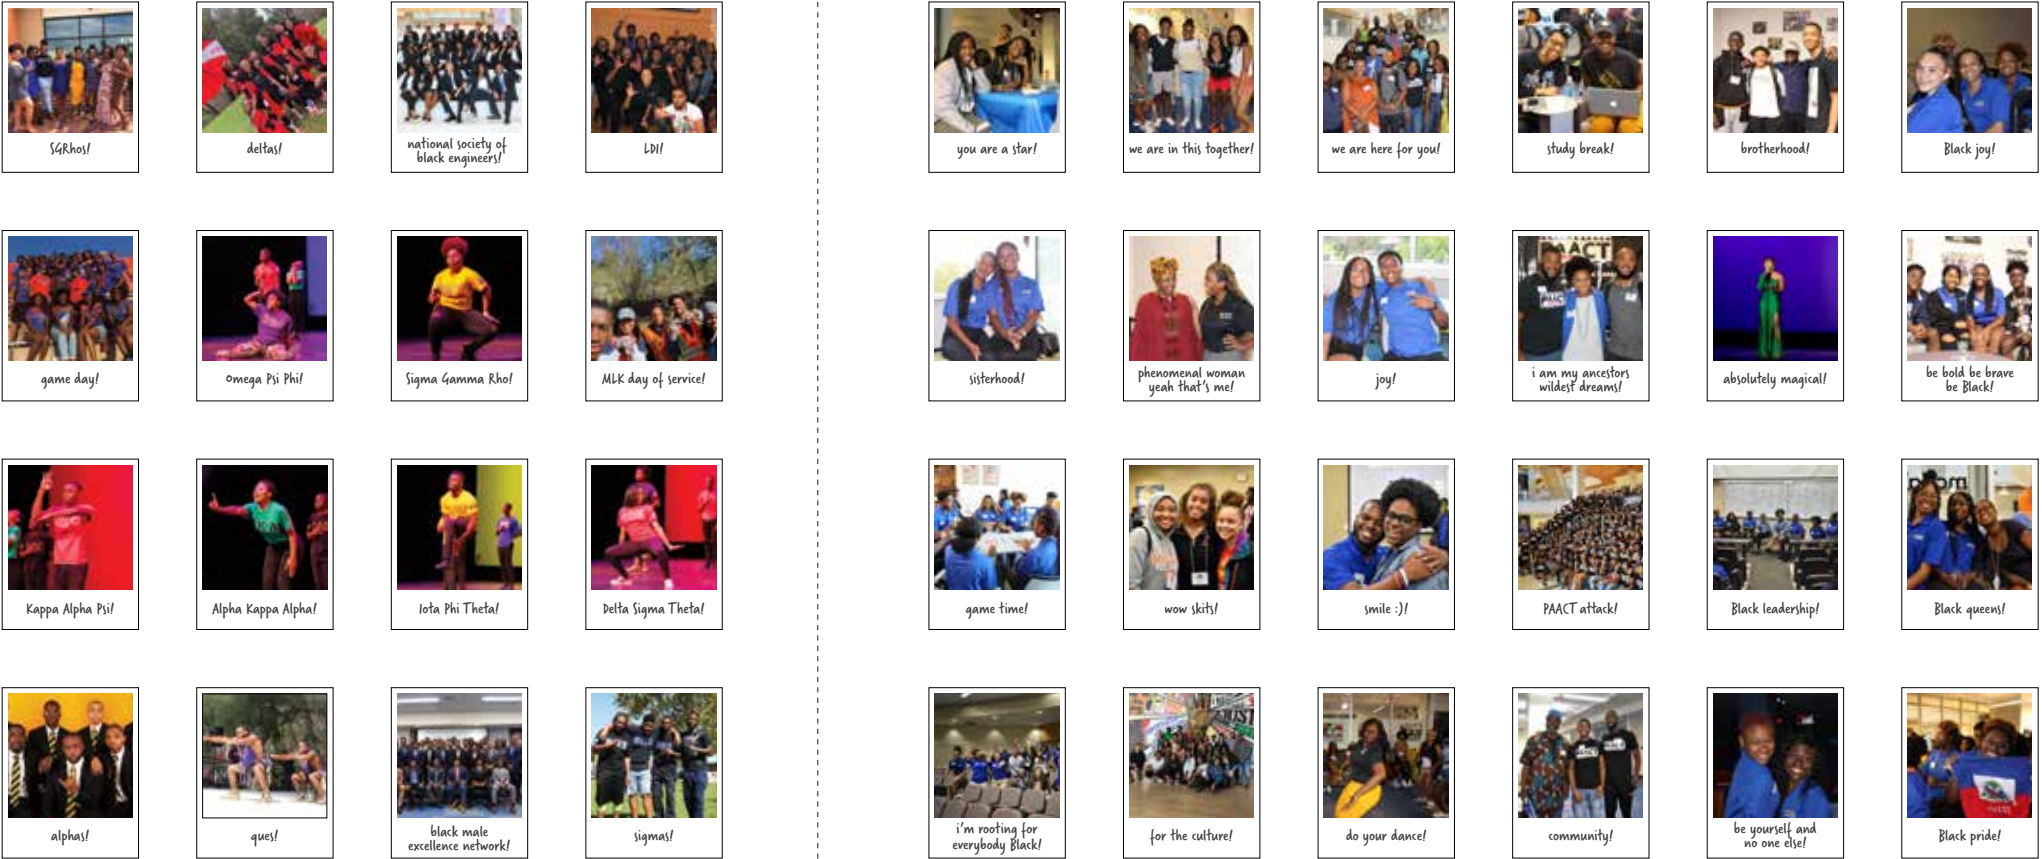 SGRhos!
deltas!
national society of
black engineers!
LDI!
you are a star!
we are in this together!
we are here for you!
study break!
brotherhood!
Black joy!
game day!
Omega Psi Phi!
Sigma Gamma Rho!
MLK day of service!
sisterhood!
phenomenal woman
yeah that's me!
joy!
PAACT
i am my ancestors
wildest dreams!
absolutely magical!
be bold be brave
be Black!
Kappa Alpha Psi!
Alpha Kappa Alpha!
Iota Phi Theta!
Delta Sigma Theta!
game time!
wow skits!
smile :)!
PAACT attack!
Black leadership!
Black queens!
alphas!
ques!
black male
excellence network!
sigmas!
i'm rooting for
everybody Black!
for the culture!
do your dance!
PAACT
community!
be yourself and
no one else!
Black pride!